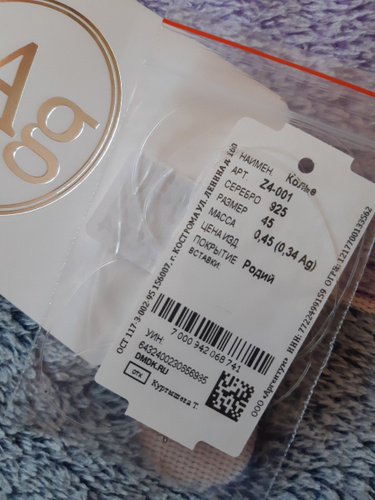 Ag
НАИМЕН. Колье
АРТ. Z4-001
СЕРЕБРО 925
РАЗМЕР 45
МАССА 0,45 (0,34 Ag)
ЦЕНА ИЗД
ПОКРЫТИЕ Родий
ВСТАВКИ:
7 000 942 068 741
УИН:
6432400230856985
DMDK.RU
ОТК Куртышева Т.
ОСТ 117-3-002-95 156007, г. КОСТРОМА УЛ. ЛЕНИНА Д. 160
ООО «Аргентум» ИНН: 7722499159 ОГРН: 1217700133562